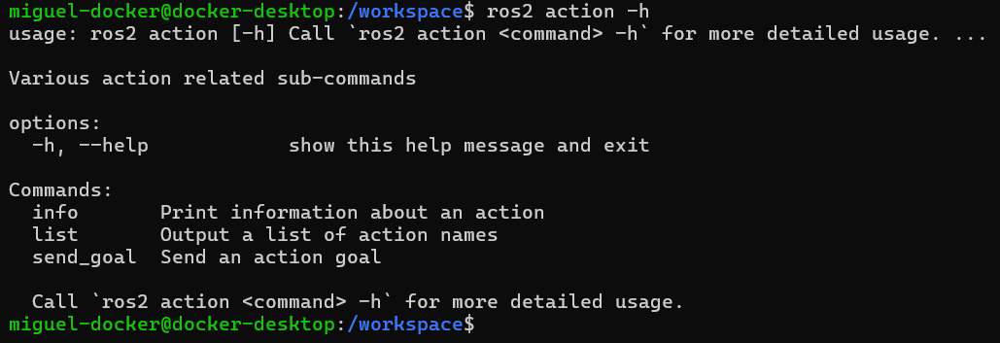 miguel-docker@docker-desktop:/workspace$ ros2 action -h
usage: ros2 action [-h] Call `ros2 action <command> -h` for more detailed usage. ...

Various action related sub-commands

options:
  -h, --help            show this help message and exit

Commands:
  info       Print information about an action
  list       Output a list of action names
  send_goal  Send an action goal

  Call `ros2 action <command> -h` for more detailed usage.
miguel-docker@docker-desktop:/workspace$